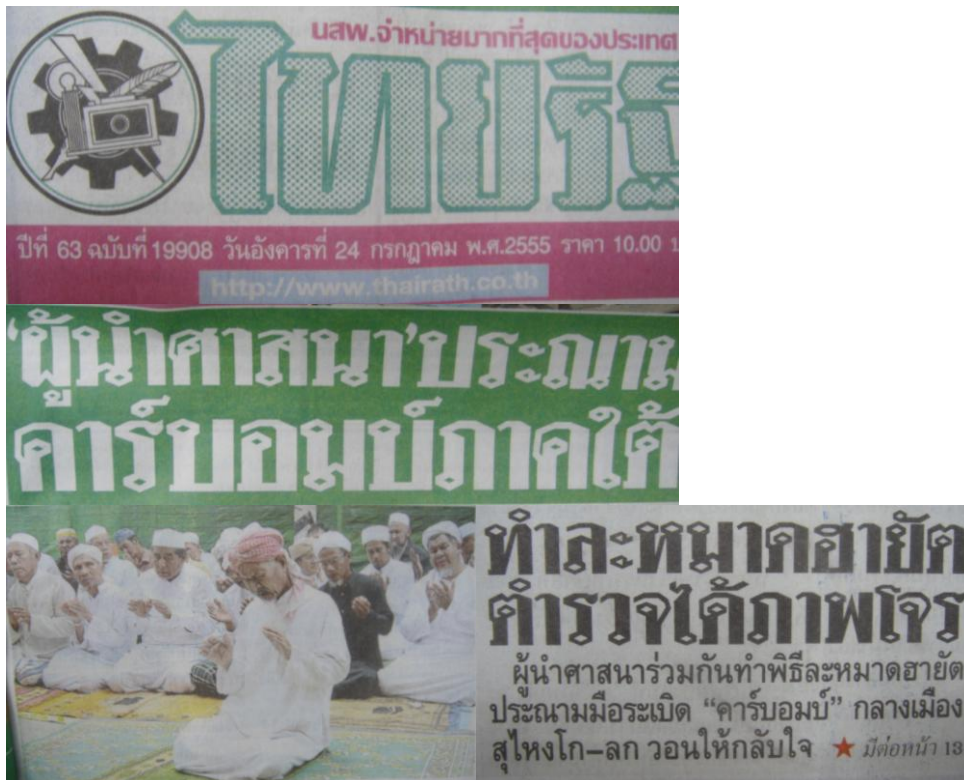 นสพ.จำหน่ายมากที่สุดของประเทศ
ไทยรัฐ
ปีที่ 63 ฉบับที่ 19908 วันอังคารที่ 24 กรกฎาคม พ.ศ.2555 ราคา 10.00
http://www.thairath.co.th
'ผู้นำศาสนา'ประณาม
คาร์บอมบ์ภาคใต้
ทำละหมาดฮายัต
ตำรวจได้ภาพโจร
ผู้นำศาสนาร่วมกันทำพิธีละหมาดฮายัต
ประณามมือระเบิด “คาร์บอมบ์” กลางเมือง
สุไหงโก-ลก วอนให้กลับใจ ★ มีต่อหน้า 13